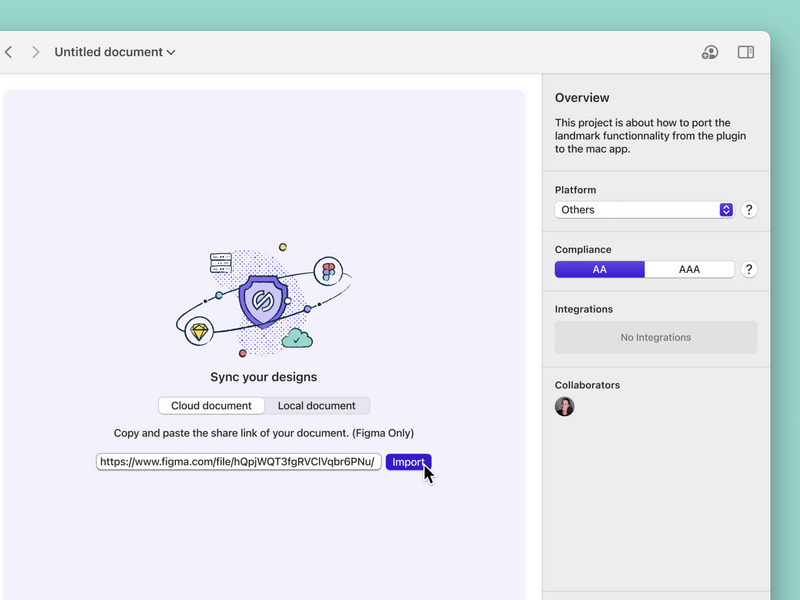 Untitled document
Overview
This project is about how to port the
landmark functionnality from the plugin
to the mac app.
Platform
Others
?
Compliance
AA
AAA
?
Integrations
No Integrations
Collaborators
Sync your designs
Cloud document
Local document
Copy and paste the share link of your document. (Figma Only)
https://www.figma.com/file/hQpjWQT3fgRVClVqbr6PNu/
Import